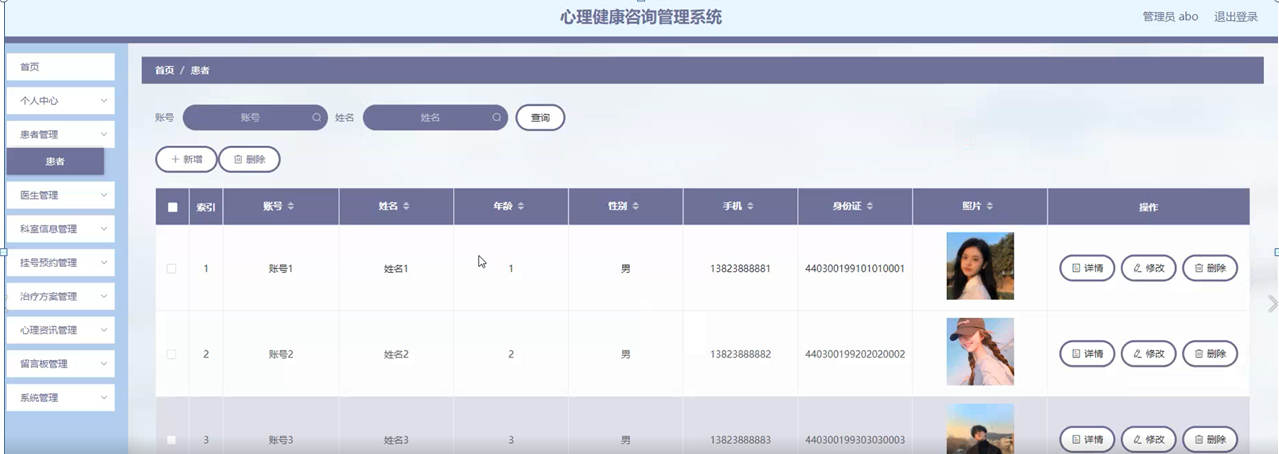 心理健康咨询管理系统
管理员 abo 退出登录
首页
个人中心
患者管理
患者
医生管理
科室信息管理
挂号预约管理
治疗方案管理
心理资讯管理
留言板管理
系统管理
首页 / 患者
账号 账号 姓名 姓名 查询
新增 删除
索引 账号 姓名 年龄 性别 手机 身份证 照片 操作
1 账号1 姓名1 1 男 13823888881 440300199101010001 详情 修改 删除
2 账号2 姓名2 2 男 13823888882 440300199202020002 详情 修改 删除
3 账号3 姓名3 3 男 13823888883 440300199303030003 详情 修改 删除